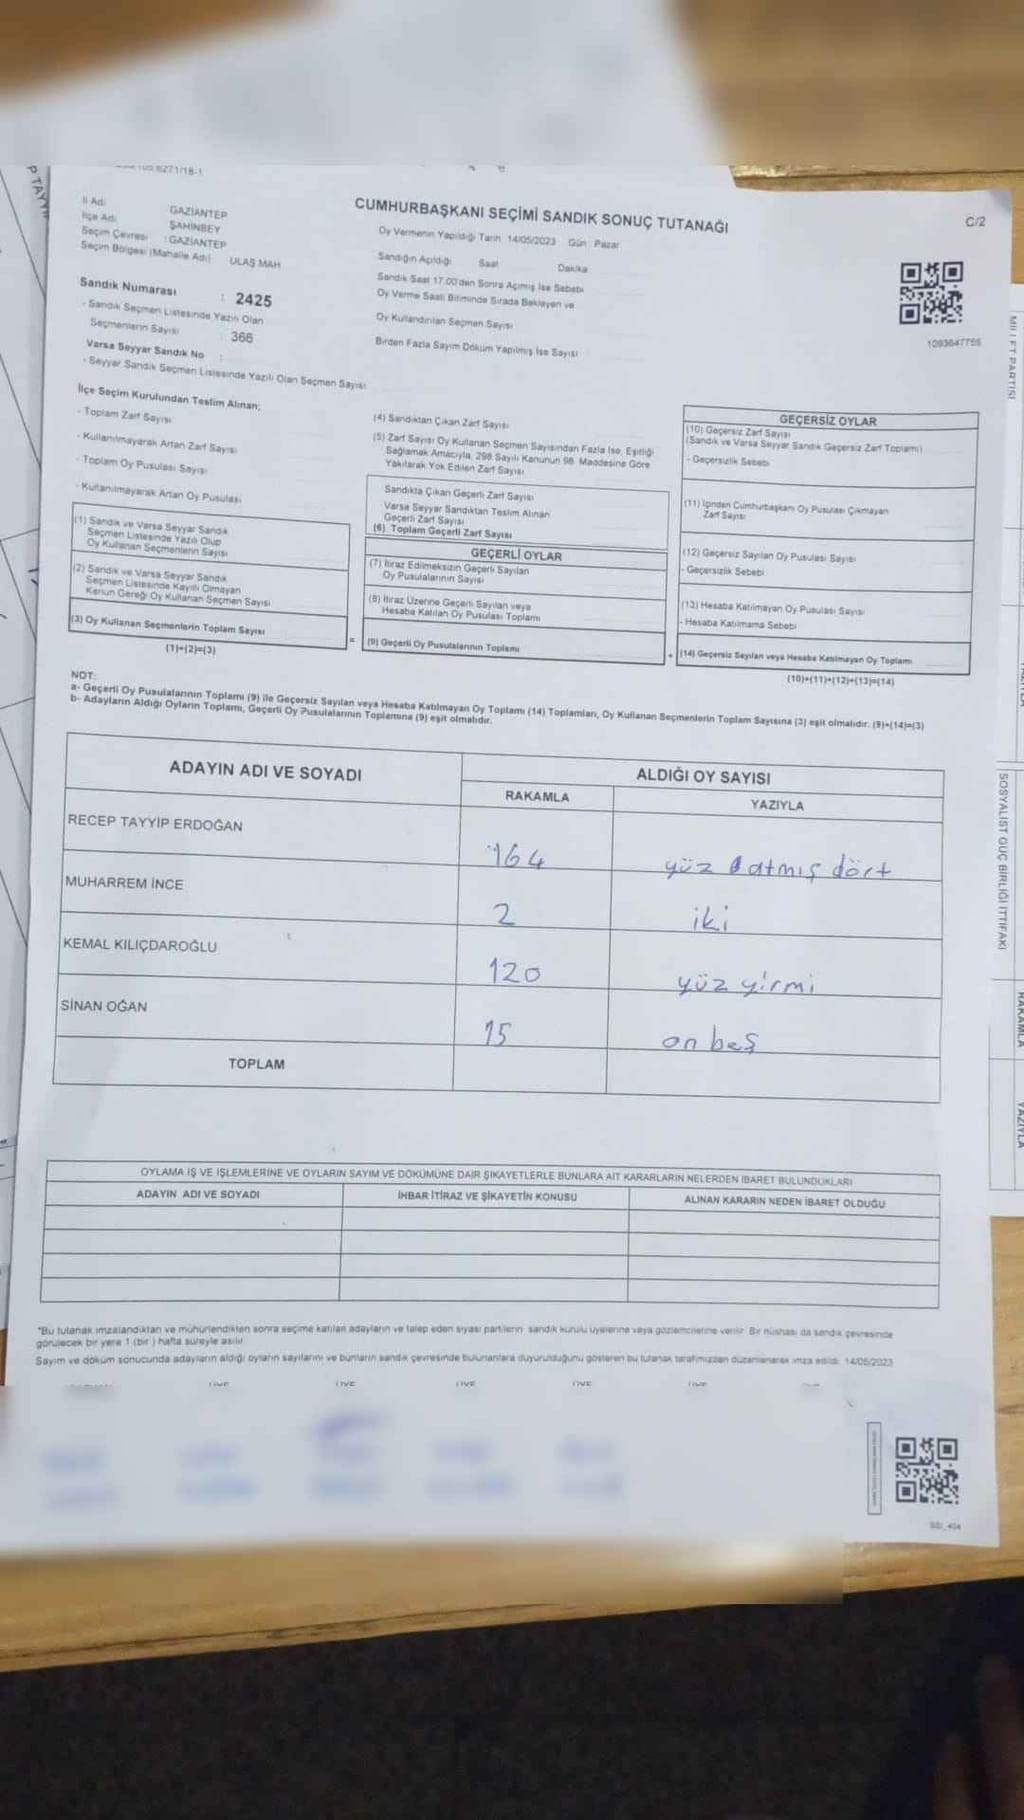 CUMHURBAŞKANI SEÇİMİ SANDIK SONUÇ TUTANAĞI
C/2
İl Adı GAZİANTEP
İlçe Adı ŞAHİNBEY
Seçim Çevresi : GAZİANTEP
Seçim Bölgesi (Mahalle Adı) ULAŞ MAH
Sandık Numarası : 2425
- Sandık Seçmen Listesinde Yazılı Olan
Seçmenlerin Sayısı : 366
Varsa Seyyar Sandık No :
- Seyyar Sandık Seçmen Listesinde Yazılı Olan Seçmen Sayısı
Oy Vermenin Yapıldığı Tarih 14/05/2023 Gün Pazar
Sandığın Açıldığı Saat Dakika
Sandık Saat 17.00'den Sonra Açılmış İse Sebebi
Oy Verme Saati Bitiminde Sırada Bekleyen ve
Oy Kullandırılan Seçmen Sayısı
Birden Fazla Sayım Döküm Yapılmış İse Sayısı
1093647755
İlçe Seçim Kurulundan Teslim Alınan;
- Toplam Zarf Sayısı
- Kullanılmayarak Artan Zarf Sayısı
- Toplam Oy Pusulası Sayısı
- Kullanılmayarak Artan Oy Pusulası
(1) Sandık ve Varsa Seyyar Sandık
Seçmen Listesinde Yazılı Olup
Oy Kullanan Seçmenlerin Sayısı
(2) Sandık ve Varsa Seyyar Sandık
Seçmen Listesinde Kayıtlı Olmayan
Kanun Gereği Oy Kullanan Seçmen Sayısı
(3) Oy Kullanan Seçmenlerin Toplam Sayısı
(1)+(2)=(3)
(4) Sandıktan Çıkan Zarf Sayısı
(5) Zarf Sayısı Oy Kullanan Seçmen Sayısından Fazla İse, Eşitliği
Sağlamak Amacıyla, 298 Sayılı Kanunun 98. Maddesine Göre
Yakılarak Yok Edilen Zarf Sayısı
Sandıkta Çıkan Geçerli Zarf Sayısı
Varsa Seyyar Sandıktan Teslim Alınan
Geçerli Zarf Sayısı
(6) Toplam Geçerli Zarf Sayısı
GEÇERLİ OYLAR
(7) İtiraz Edilmeksizin Geçerli Sayılan
Oy Pusulalarının Sayısı
(8) İtiraz Üzerine Geçerli Sayılan veya
Hesaba Katılan Oy Pusulası Toplamı
= (9) Geçerli Oy Pusulalarının Toplamı
GEÇERSİZ OYLAR
(10) Geçersiz Zarf Sayısı
(Sandık ve Varsa Seyyar Sandık Geçersiz Zarf Toplamı)
- Geçersizlik Sebebi
(11) İçinden Cumhurbaşkanı Oy Pusulası Çıkmayan
Zarf Sayısı
(12) Geçersiz Sayılan Oy Pusulası Sayısı
- Geçersizlik Sebebi
(13) Hesaba Katılmayan Oy Pusulası Sayısı
- Hesaba Katılmama Sebebi
+ (14) Geçersiz Sayılan veya Hesaba Katılmayan Oy Toplamı
(10)+(11)+(12)+(13)=(14)
NOT:
a- Geçerli Oy Pusulalarının Toplamı (9) ile Geçersiz Sayılan veya Hesaba Katılmayan Oy Toplamı (14) Toplamları, Oy Kullanan Seçmenlerin Toplam Sayısına (3) eşit olmalıdır. (9)+(14)=(3)
b- Adayların Aldığı Oyların Toplamı, Geçerli Oy Pusulalarının Toplamına (9) eşit olmalıdır.
ADAYIN ADI VE SOYADI ALDIĞI OY SAYISI
RAKAMLA YAZIYLA
RECEP TAYYİP ERDOĞAN 164 yüz atmış dört
MUHARREM İNCE 2 iki
KEMAL KILIÇDAROĞLU 120 yüz yirmi
SİNAN OĞAN 15 on beş
TOPLAM
OYLAMA İŞ VE İŞLEMLERİNE VE OYLARIN SAYIM VE DÖKÜMÜNE DAİR ŞİKAYETLERLE BUNLARA AİT KARARLARIN NELERDEN İBARET BULUNDUKLARI
ADAYIN ADI VE SOYADI İHBAR İTİRAZ VE ŞİKAYETİN KONUSU ALINAN KARARIN NEDEN İBARET OLDUĞU
*Bu tutanak imzalandıktan ve mühürlendikten sonra seçime katılan adayların ve talep eden siyasi partilerin sandık kurulu üyelerine veya gözlemcilerine verilir. Bir nüshası da sandık çevresinde
görülecek bir yere 1 (bir) hafta süreyle asılır.
Sayım ve döküm sonucunda adayların aldığı oyların sayılarını ve bunların sandık çevresinde bulunanlara duyurulduğunu gösteren bu tutanak tarafımızdan düzenlenerek imza edildi. 14/05/2023
MİLLET PARTİSİ
SOSYALİST GÜÇ BİRLİĞİ İTTİFAKI
RAKAMLA
YAZIYLA